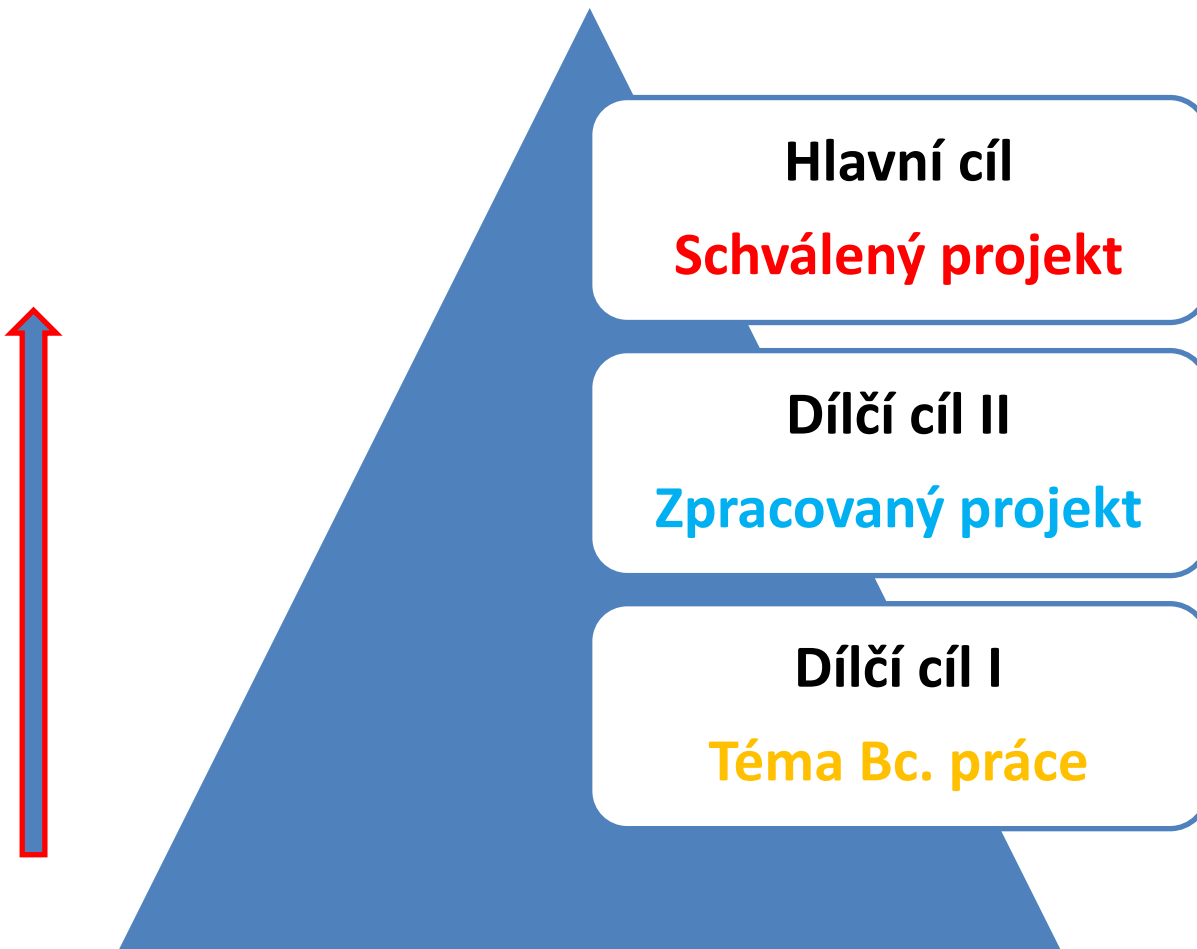 Hlavní cíl
Schválený projekt
Dílčí cíl II
Zpracovaný projekt
Dílčí cíl I
Téma Bc. práce